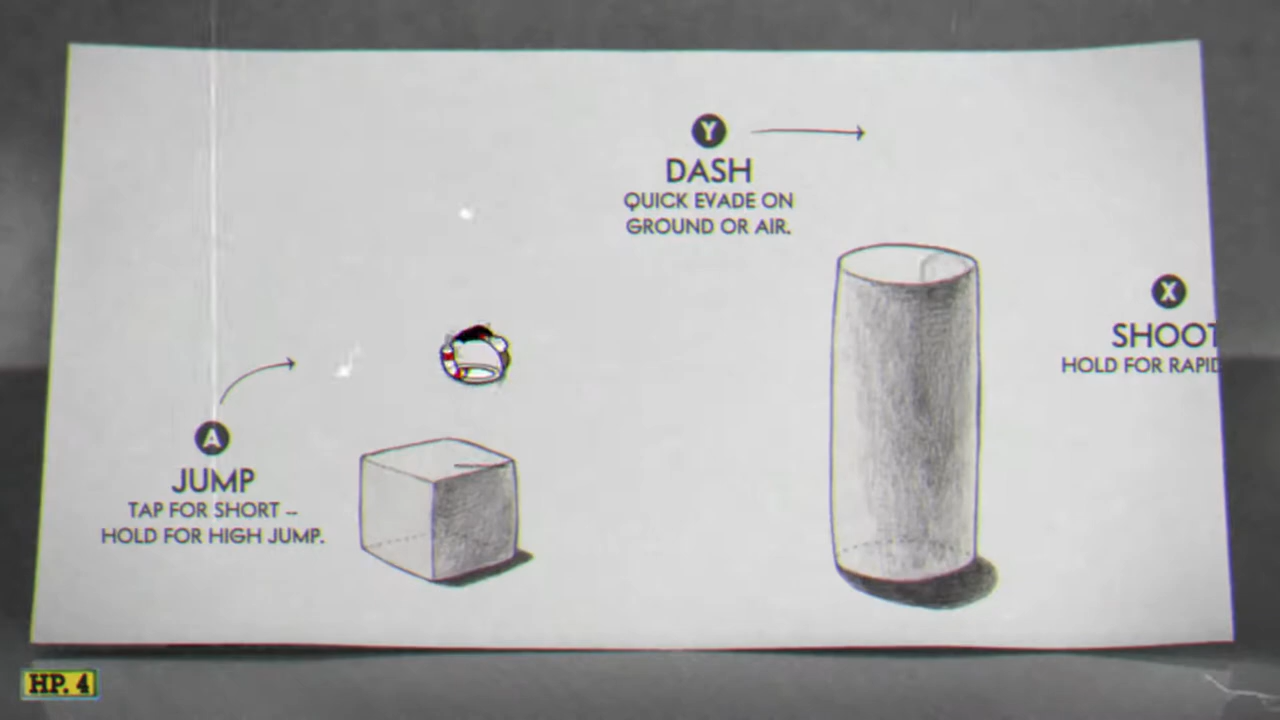 Y
DASH
QUICK EVADE ON
GROUND OR AIR.
X
SHOOT
HOLD FOR RAPID
A
JUMP
TAP FOR SHORT –
HOLD FOR HIGH JUMP.
HP. 4